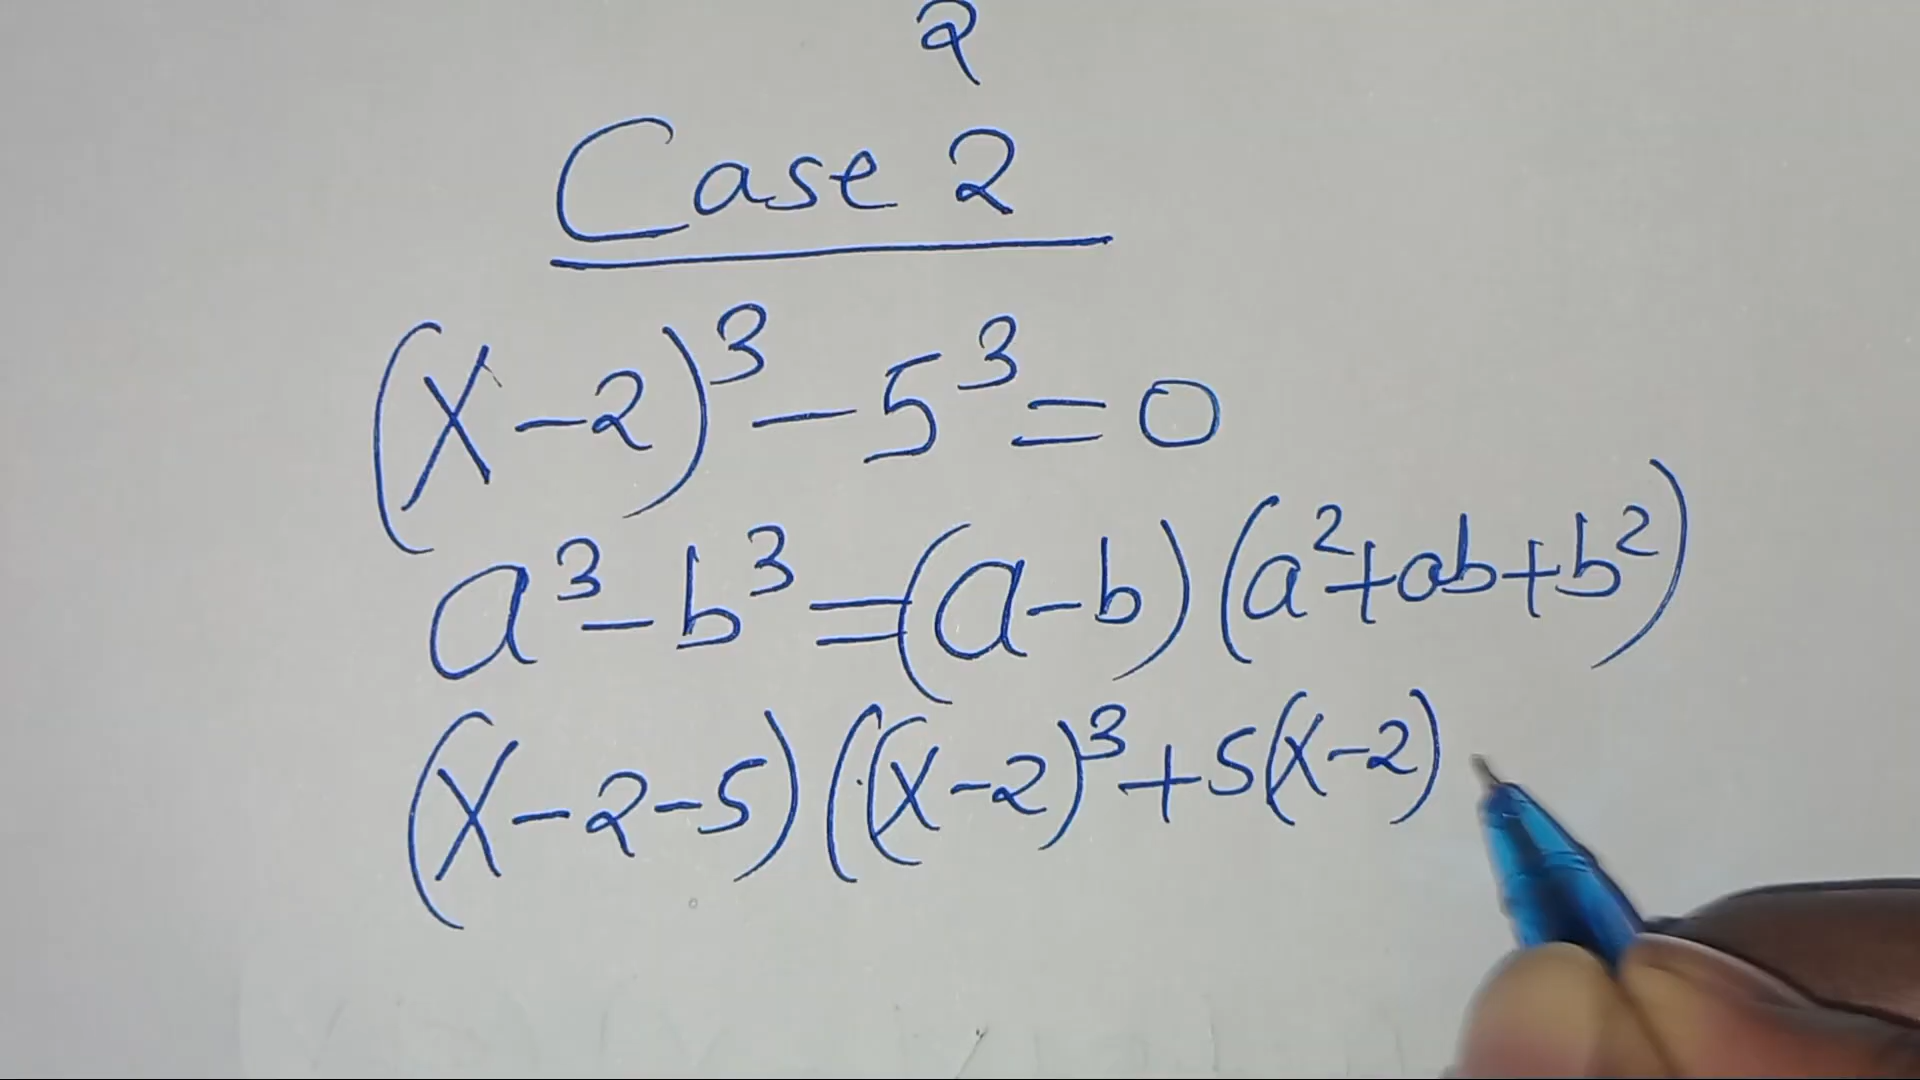 2
Case 2
(x-2)³-5³=0
a³-b³=(a-b)(a²+ab+b²)
(x-2-5)((x-2)³+5(x-2)